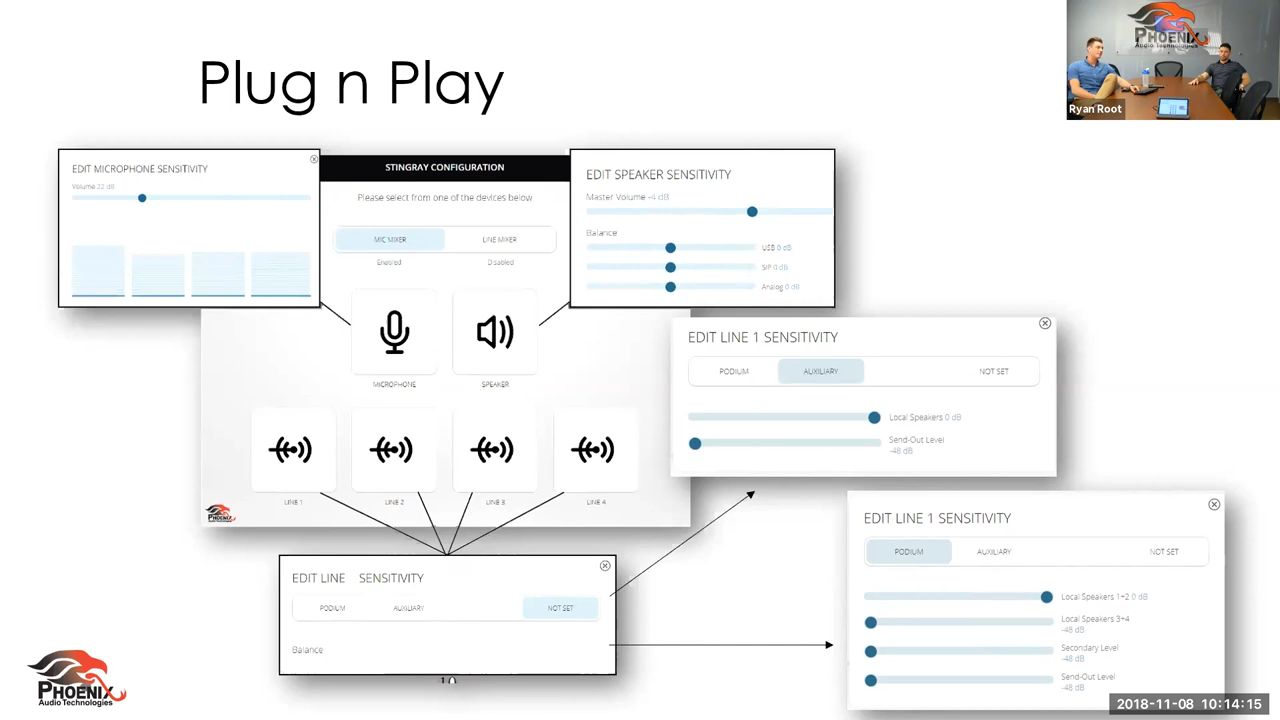 Plug n Play
PHOENIX
Audio Technologies
Ryan Root
EDIT MICROPHONE SENSITIVITY
Volume 22 dB
STINGRAY CONFIGURATION
Please select from one of the devices below
MIC MIXER
LINE MIXER
Enabled
Disabled
MICROPHONE
SPEAKER
LINE 1
LINE 2
LINE 3
LINE 4
EDIT SPEAKER SENSITIVITY
Master Volume -4 dB
Balance
USB 0 dB
SIP 0 dB
Analog 0 dB
EDIT LINE 1 SENSITIVITY
PODIUM
AUXILIARY
NOT SET
Local Speakers 0 dB
Send-Out Level
-48 dB
EDIT LINE SENSITIVITY
PODIUM
AUXILIARY
NOT SET
Balance
EDIT LINE 1 SENSITIVITY
PODIUM
AUXILIARY
NOT SET
Local Speakers 1+2 0 dB
Local Speakers 3+4
-48 dB
Secondary Level
-48 dB
Send-Out Level
-48 dB
PHOENIX
Audio Technologies
2018-11-08 10:14:15